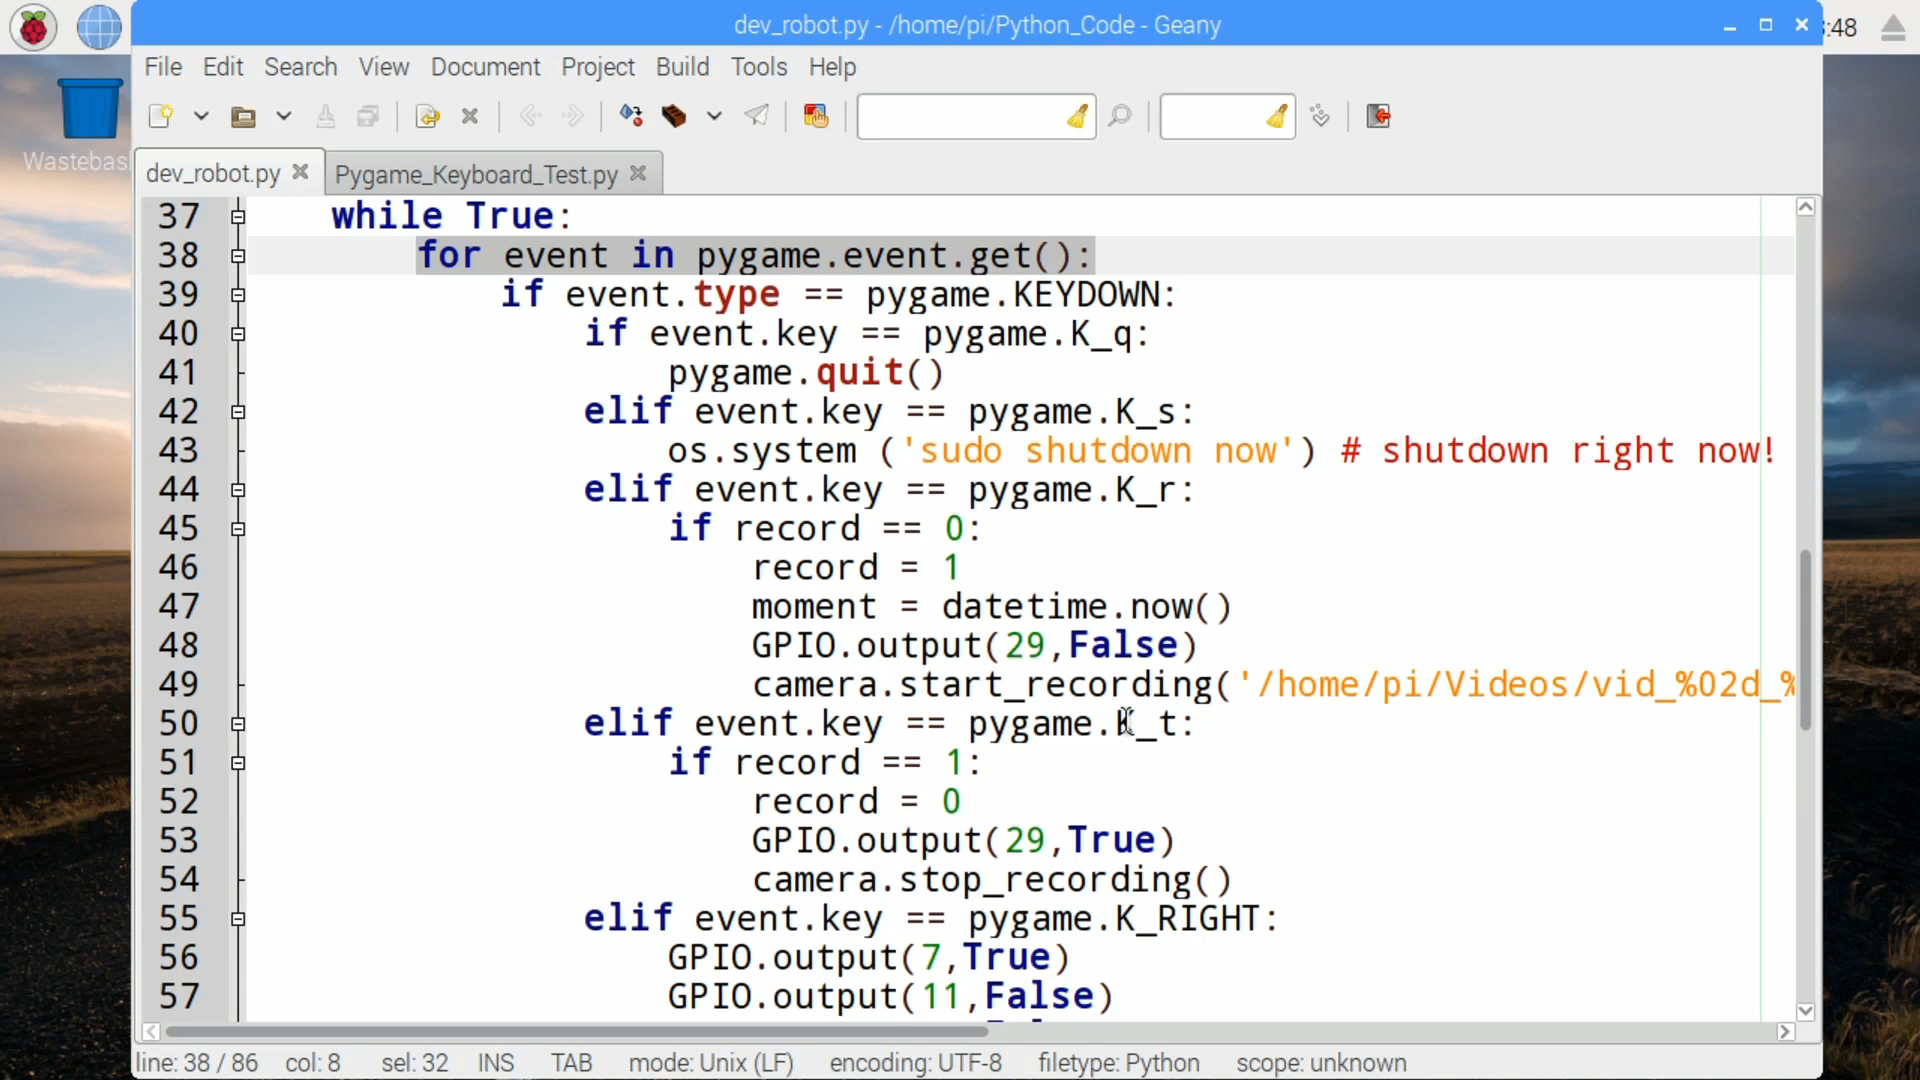 dev_robot.py - /home/pi/Python_Code - Geany
:48
File Edit Search View Document Project Build Tools Help
Wasteba
dev_robot.py Pygame_Keyboard_Test.py
37 while True:
38 for event in pygame.event.get():
39 if event.type == pygame.KEYDOWN:
40 if event.key == pygame.K_q:
41 pygame.quit()
42 elif event.key == pygame.K_s:
43 os.system ('sudo shutdown now') # shutdown right now!
44 elif event.key == pygame.K_r:
45 if record == 0:
46 record = 1
47 moment = datetime.now()
48 GPIO.output(29,False)
49 camera.start_recording('/home/pi/Videos/vid_%02d_%
50 elif event.key == pygame.K_t:
51 if record == 1:
52 record = 0
53 GPIO.output(29,True)
54 camera.stop_recording()
55 elif event.key == pygame.K_RIGHT:
56 GPIO.output(7,True)
57 GPIO.output(11,False)
line: 38 / 86 col: 8 sel: 32 INS TAB mode: Unix (LF) encoding: UTF-8 filetype: Python scope: unknown